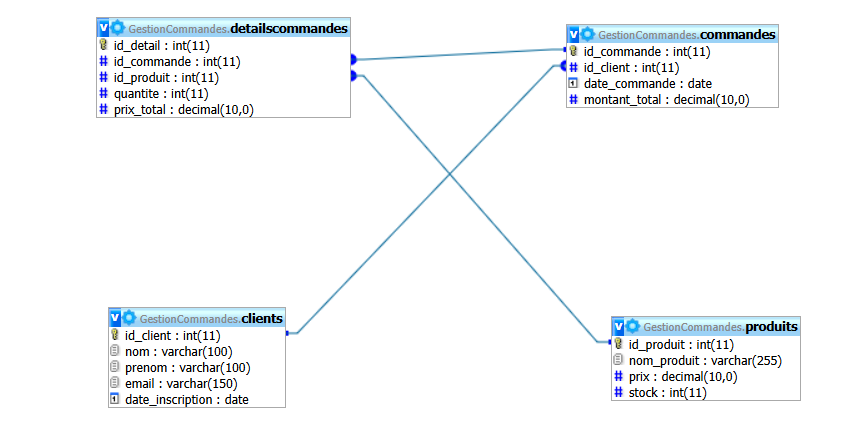 GestionCommandes.detailscommandes
id_detail : int(11)
id_commande : int(11)
id_produit : int(11)
quantite : int(11)
prix_total : decimal(10,0)
GestionCommandes.commandes
id_commande : int(11)
id_client : int(11)
date_commande : date
montant_total : decimal(10,0)
GestionCommandes.clients
id_client : int(11)
nom : varchar(100)
prenom : varchar(100)
email : varchar(150)
date_inscription : date
GestionCommandes.produits
id_produit : int(11)
nom_produit : varchar(255)
prix : decimal(10,0)
stock : int(11)